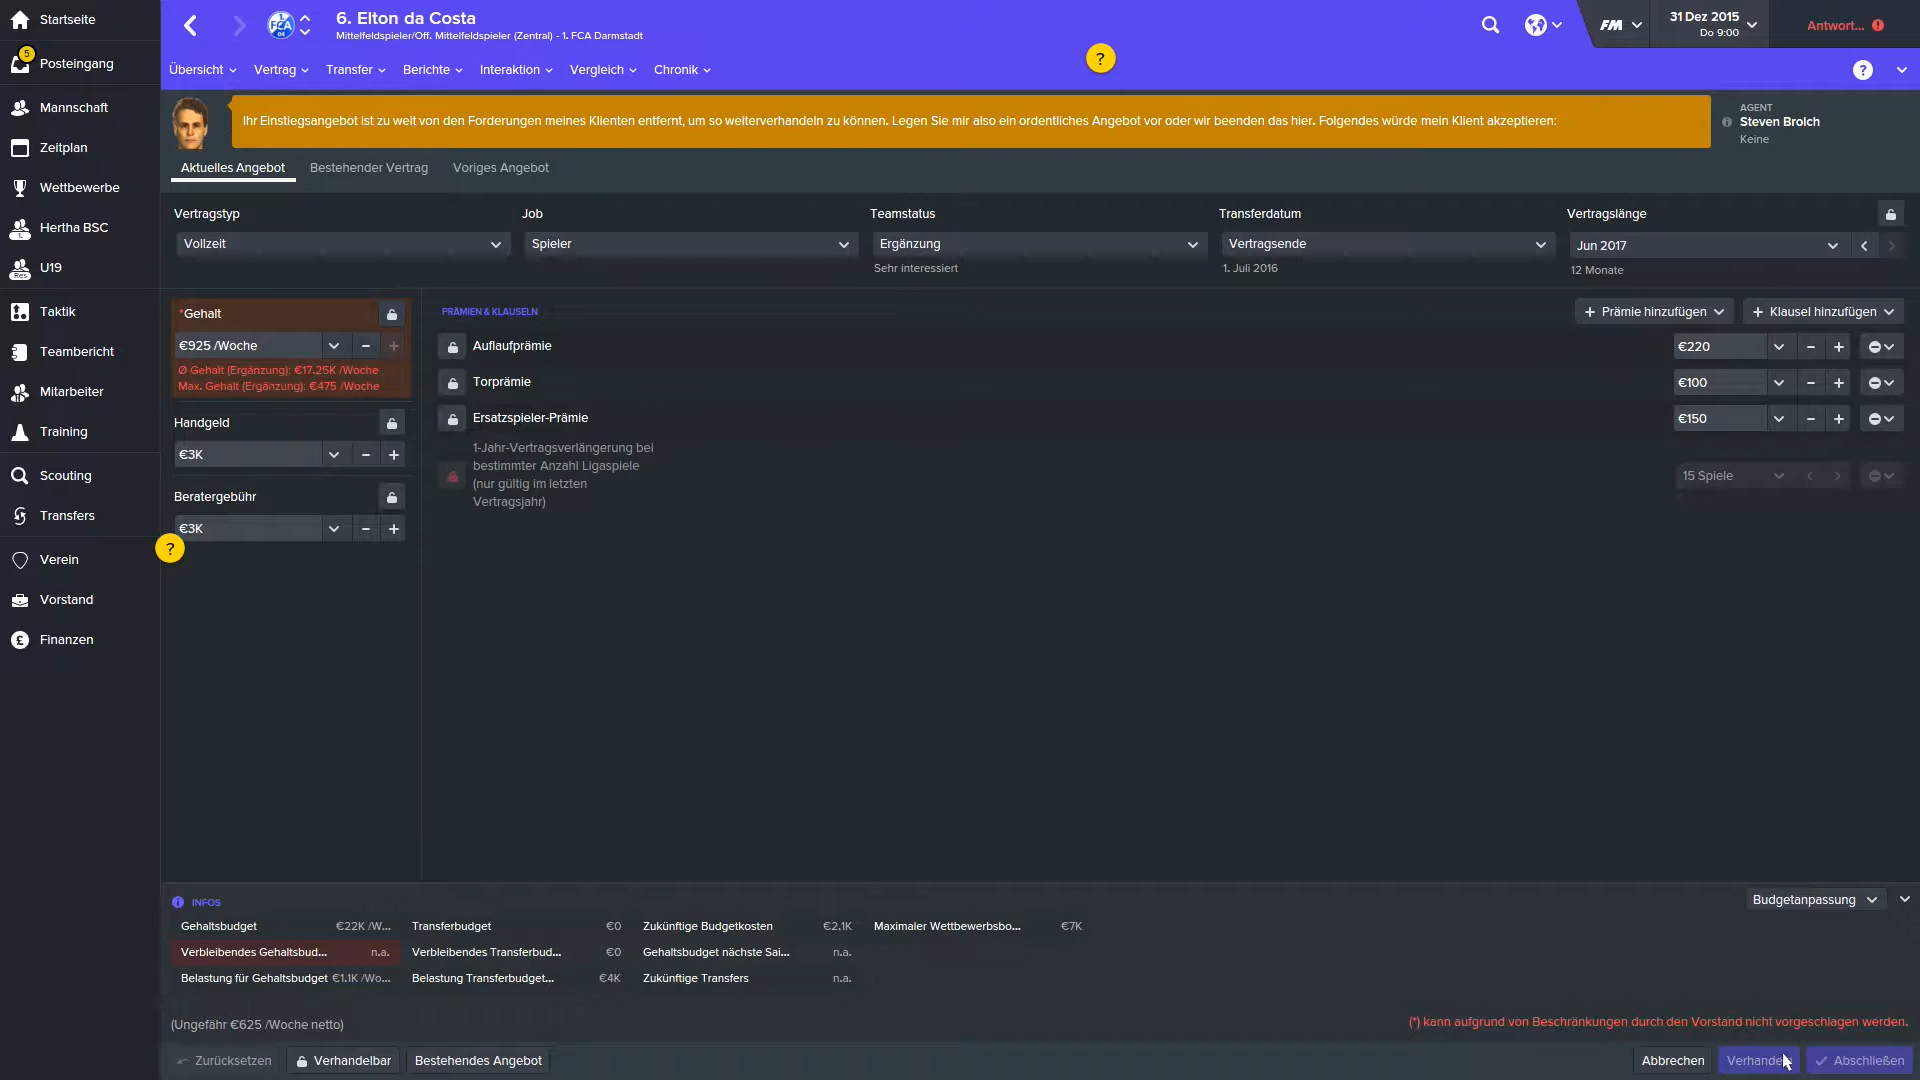 Startseite
5
Posteingang
Mannschaft
Zeitplan
Wettbewerbe
Hertha BSC
U19
Res
Taktik
Teambericht
Mitarbeiter
Training
Scouting
Transfers
Verein
Vorstand
Finanzen
FCA
6. Elton da Costa
Mittelfeldspieler/Off. Mittelfeldspieler (Zentral) - 1. FCA Darmstadt
FM
31 Dez 2015
Do 9:00
Antwort...
Übersicht
Vertrag
Transfer
Berichte
Interaktion
Vergleich
Chronik
?
?
Ihr Einstiegsangebot ist zu weit von den Forderungen meines Klienten entfernt, um so weiterverhandeln zu können. Legen Sie mir also ein ordentliches Angebot vor oder wir beenden das hier. Folgendes würde mein Klient akzeptieren:
AGENT
Steven Broich
Keine
Aktuelles Angebot
Bestehender Vertrag
Voriges Angebot
Vertragstyp
Job
Teamstatus
Transferdatum
Vertragslänge
Vollzeit
Spieler
Ergänzung
Vertragsende
Jun 2017
Sehr interessiert
1. Juli 2016
12 Monate
*Gehalt
€925 /Woche
Ø Gehalt (Ergänzung): €17.25K /Woche
Max. Gehalt (Ergänzung): €475 /Woche
Handgeld
€3K
Beratergebühr
€3K
?
PRÄMIEN & KLAUSELN
+ Prämie hinzufügen
+ Klausel hinzufügen
Auflaufprämie
€220
Torprämie
€100
Ersatzspieler-Prämie
€150
1-Jahr-Vertragsverlängerung bei
bestimmter Anzahl Ligaspiele
(nur gültig im letzten
Vertragsjahr)
15 Spiele
INFOS
Budgetanpassung
Gehaltsbudget €22K /W...
Transferbudget €0
Zukünftige Budgetkosten €2.1K
Maximaler Wettbewerbsbo... €7K
Verbleibendes Gehaltsbud... n.a.
Verbleibendes Transferbud... €0
Gehaltsbudget nächste Sai... n.a.
Belastung für Gehaltsbudget €1.1K /Wo...
Belastung Transferbudget... €4K
Zukünftige Transfers n.a.
(Ungefähr €625 /Woche netto)
(*) kann aufgrund von Beschränkungen durch den Vorstand nicht vorgeschlagen werden.
Zurücksetzen
Verhandelbar
Bestehendes Angebot
Abbrechen
Verhandel
Abschließen